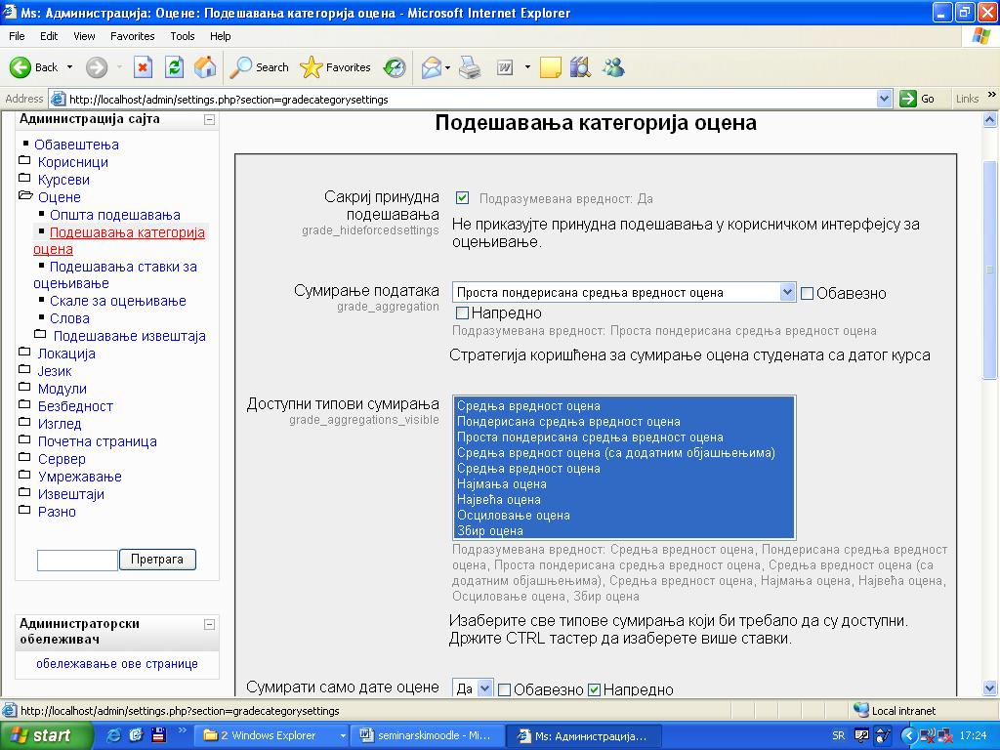 Ms: Администрација: Оцене: Подешавања категорија оцена - Microsoft Internet Explorer
File Edit View Favorites Tools Help
Back Search Favorites
Address http://localhost/admin/settings.php?section=gradecategorysettings Go Links »
Администрација сајта
Обавештења
Корисници
Курсеви
Оцене
Општа подешавања
Подешавања категорија
оцена
Подешавања ставки за
оцењивање
Скале за оцењивање
Слова
Подешавање извештаја
Локација
Језик
Модули
Безбедност
Изглед
Почетна страница
Сервер
Умрежавање
Извештаји
Разно
Претрага
Администраторски
обележивач
обележавање ове странице
Подешавања категорија оцена
Сакриј принудна
подешавања
grade_hideforcedsettings
Подразумевана вредност: Да
Не приказујте принудна подешавања у корисничком интерфејсу за
оцењивање.
Сумирање података
grade_aggregation
Проста пондерисана средња вредност оцена Обавезно
Напредно
Подразумевана вредност: Проста пондерисана средња вредност оцена
Стратегија коришћена за сумирање оцена студената са датог курса
Доступни типови сумирања
grade_aggregations_visible
Средња вредност оцена
Пондерисана средња вредност оцена
Проста пондерисана средња вредност оцена
Средња вредност оцена (са додатним објашњењима)
Средња вредност оцена
Најмања оцена
Највећа оцена
Осциловање оцена
Збир оцена
Подразумевана вредност: Средња вредност оцена, Пондерисана средња вредност
оцена, Проста пондерисана средња вредност оцена, Средња вредност оцена (са
додатним објашњењима), Средња вредност оцена, Најмања оцена, Највећа оцена,
Осциловање оцена, Збир оцена
Изаберите све типове сумирања који би требало да су доступни.
Држите CTRL тастер да изаберете више ставки.
Сумирати само дате оцене Да Обавезно Напредно
http://localhost/admin/settings.php?section=gradecategorysettings Local intranet
start » 2 Windows Explorer seminarskimoodle - Mi... Ms: Администрација... SR 17:24